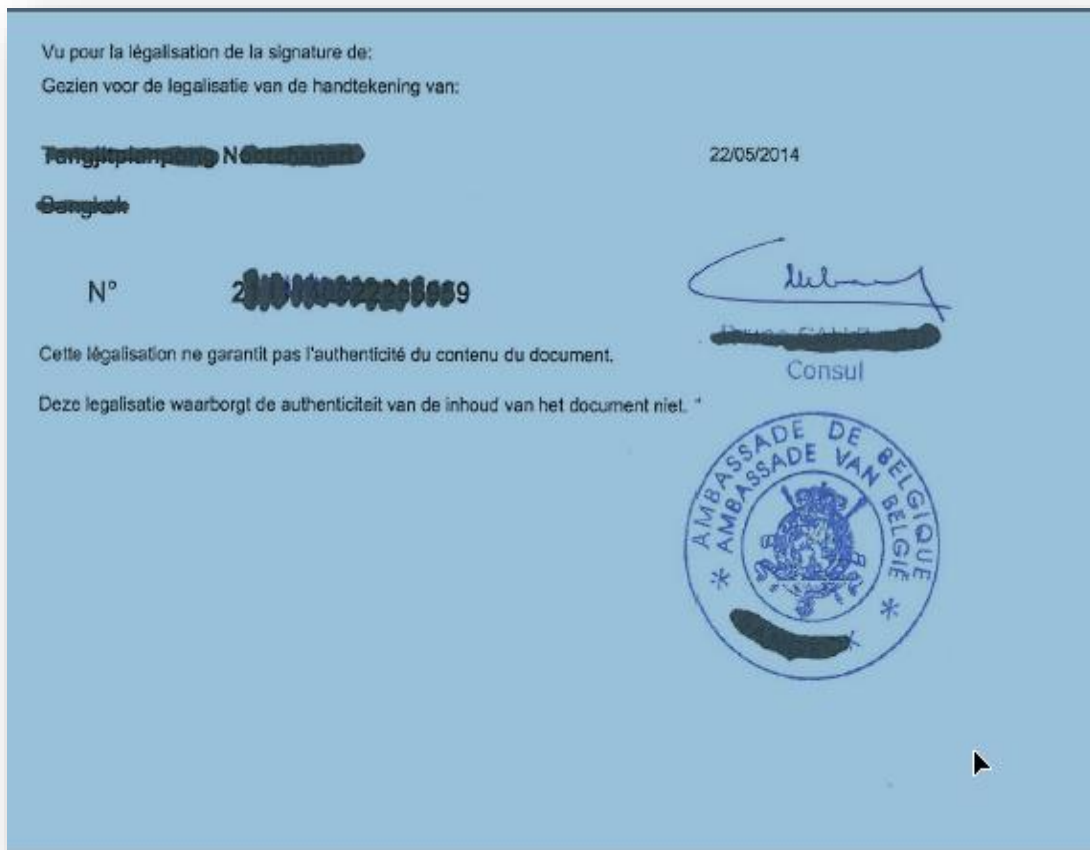 Vu pour la légalisation de la signature de:
Gezien voor de legalisatie van de handtekening van:
22/05/2014
N°
Cette légalisation ne garantit pas l'authenticité du contenu du document.
Consul
Deze legalisatie waarborgt de authenticiteit van de inhoud van het document niet. "
AMBASSADE DE BELGIQUE
AMBASSADE VAN BELGIË